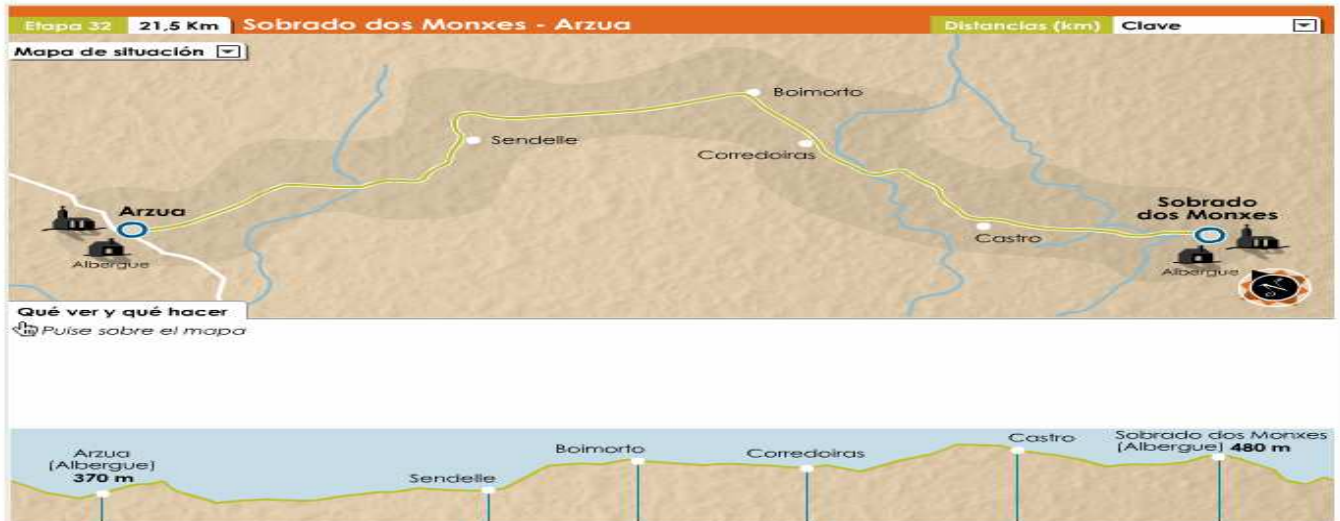 Etapa 32 21,5 Km Sobrado dos Monxes - Arzua Distancias (km) Clave
Mapa de situación
Boimorto
Sendelle
Corredoiras
Arzua
Albergue
Sobrado
dos Monxes
Castro
Albergue
Qué ver y qué hacer
Pulse sobre el mapa
Arzua
(Albergue)
370 m
Sendelle
Boimorto
Corredoiras
Castro
Sobrado dos Monxes
(Albergue) 480 m